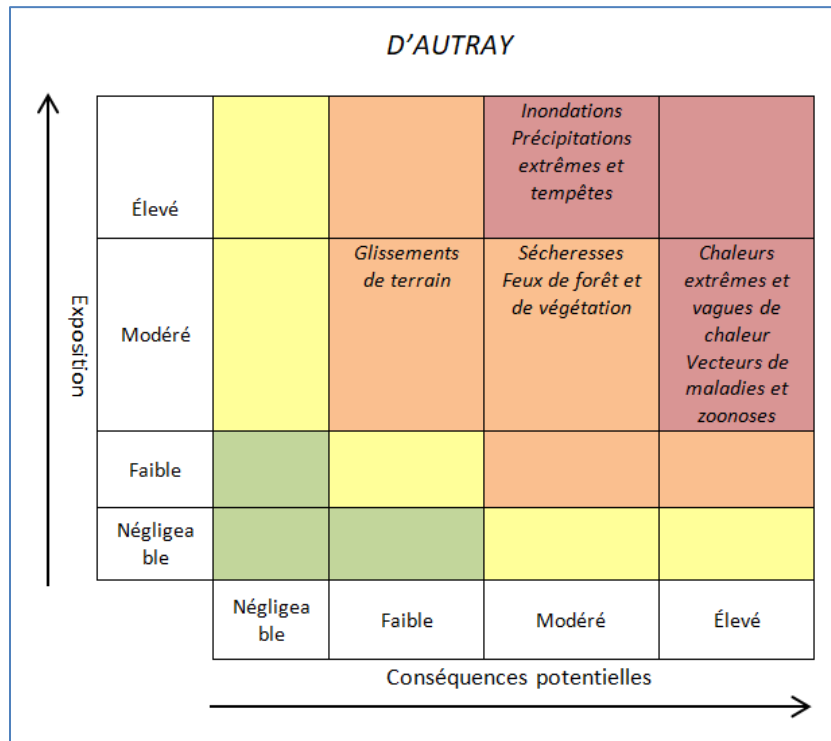 D'AUTRAY
Exposition
Élevé
Inondations
Précipitations
extrêmes et
tempêtes
Modéré
Glissements
de terrain
Sécheresses
Feux de forêt et
de végétation
Chaleurs
extrêmes et
vagues de
chaleur
Vecteurs de
maladies et
zoonoses
Faible
Négligea
ble
Négligea
ble
Faible
Modéré
Élevé
Conséquences potentielles